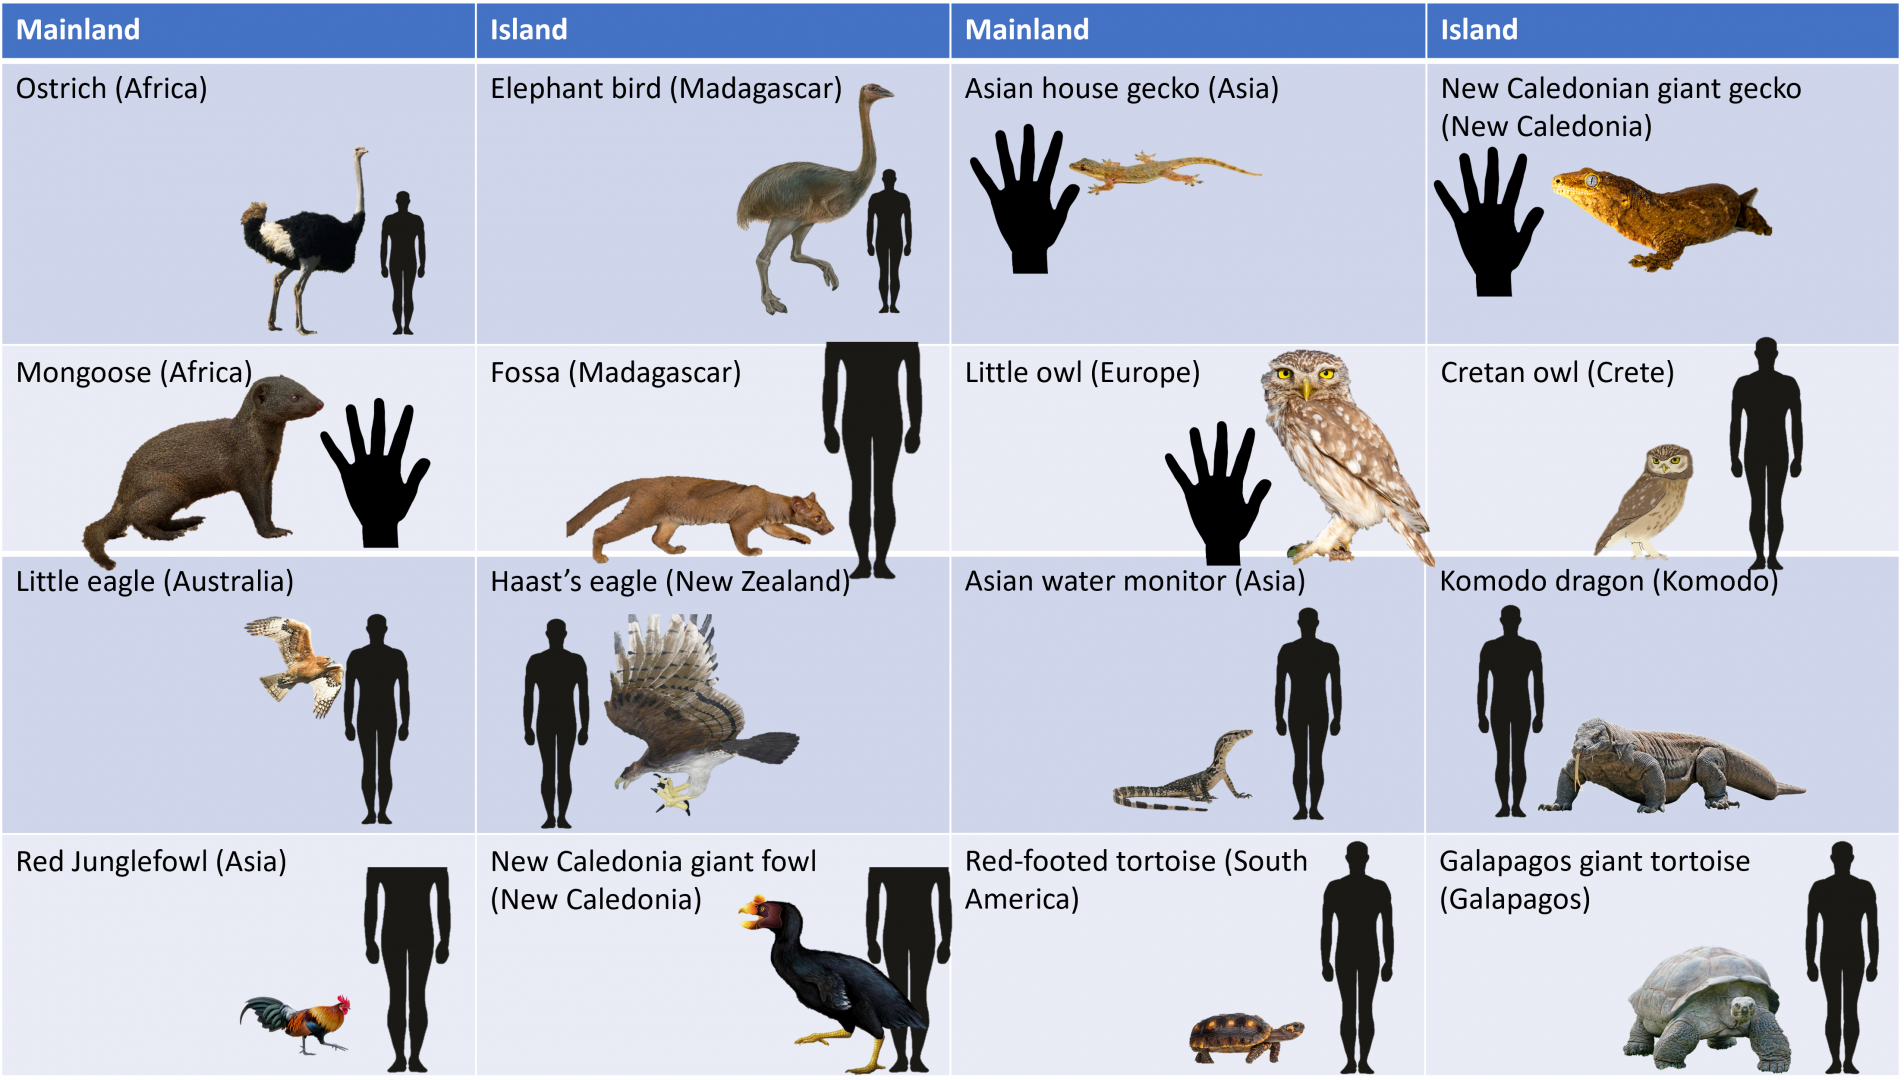 Mainland
Island
Mainland
Island
Ostrich (Africa)
Elephant bird (Madagascar)
Asian house gecko (Asia)
New Caledonian giant gecko
(New Caledonia)
Mongoose (Africa)
Fossa (Madagascar)
Little owl (Europe)
Cretan owl (Crete)
Little eagle (Australia)
Haast’s eagle (New Zealand)
Asian water monitor (Asia)
Komodo dragon (Komodo)
Red Junglefowl (Asia)
New Caledonia giant fowl
(New Caledonia)
Red-footed tortoise (South
America)
Galapagos giant tortoise
(Galapagos)